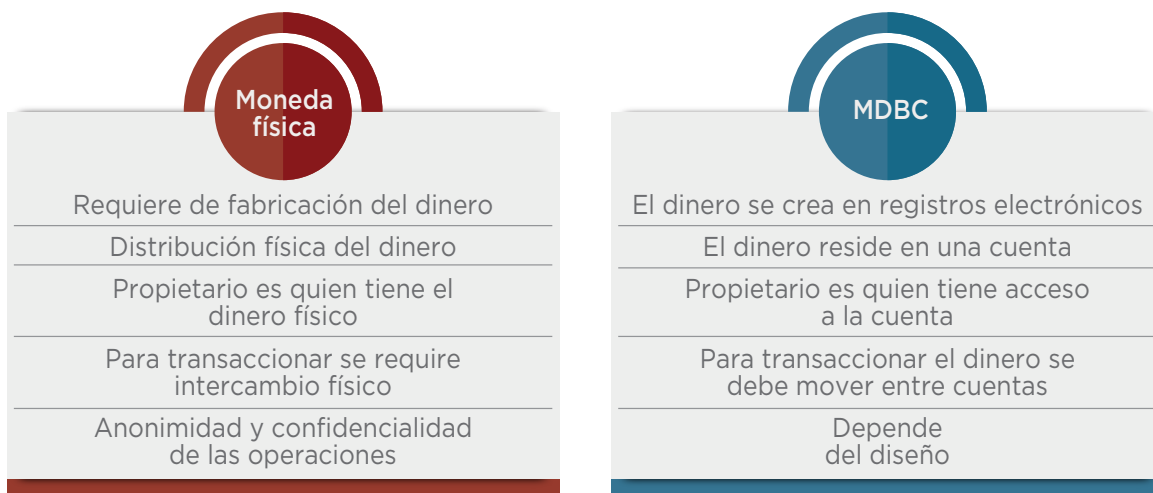 Moneda
física
Requiere de fabricación del dinero
Distribución física del dinero
Propietario es quien tiene el
dinero físico
Para transaccionar se require
intercambio físico
Anonimidad y confidencialidad
de las operaciones
MDBC
El dinero se crea en registros electrónicos
El dinero reside en una cuenta
Propietario es quien tiene acceso
a la cuenta
Para transaccionar el dinero se
debe mover entre cuentas
Depende
del diseño